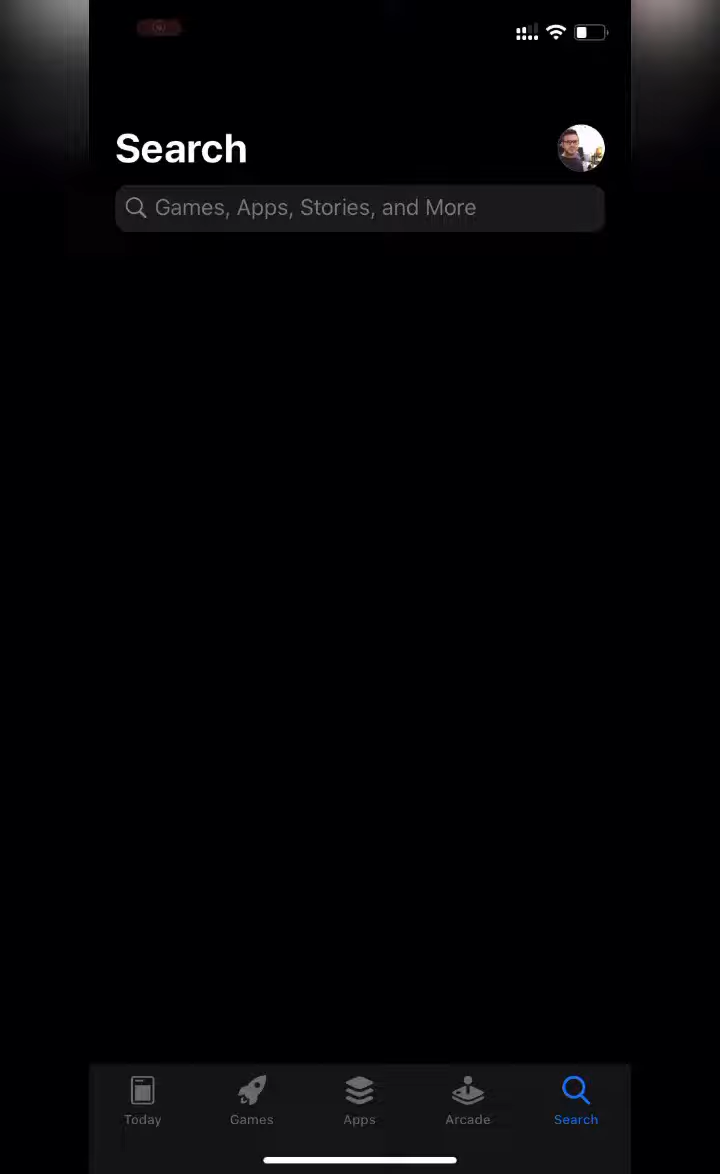 Search
Games, Apps, Stories, and More
Today
Games
Apps
Arcade
Search